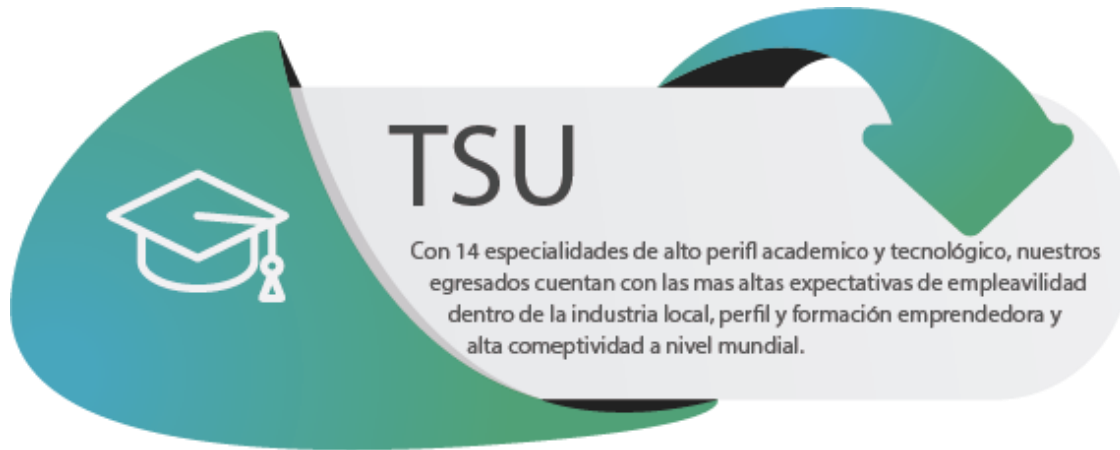 TSU
Con 14 especialidades de alto perifl academico y tecnológico, nuestros
egresados cuentan con las mas altas expectativas de empleavilidad
dentro de la industria local, perfil y formación emprendedora y
alta comeptividad a nivel mundial.